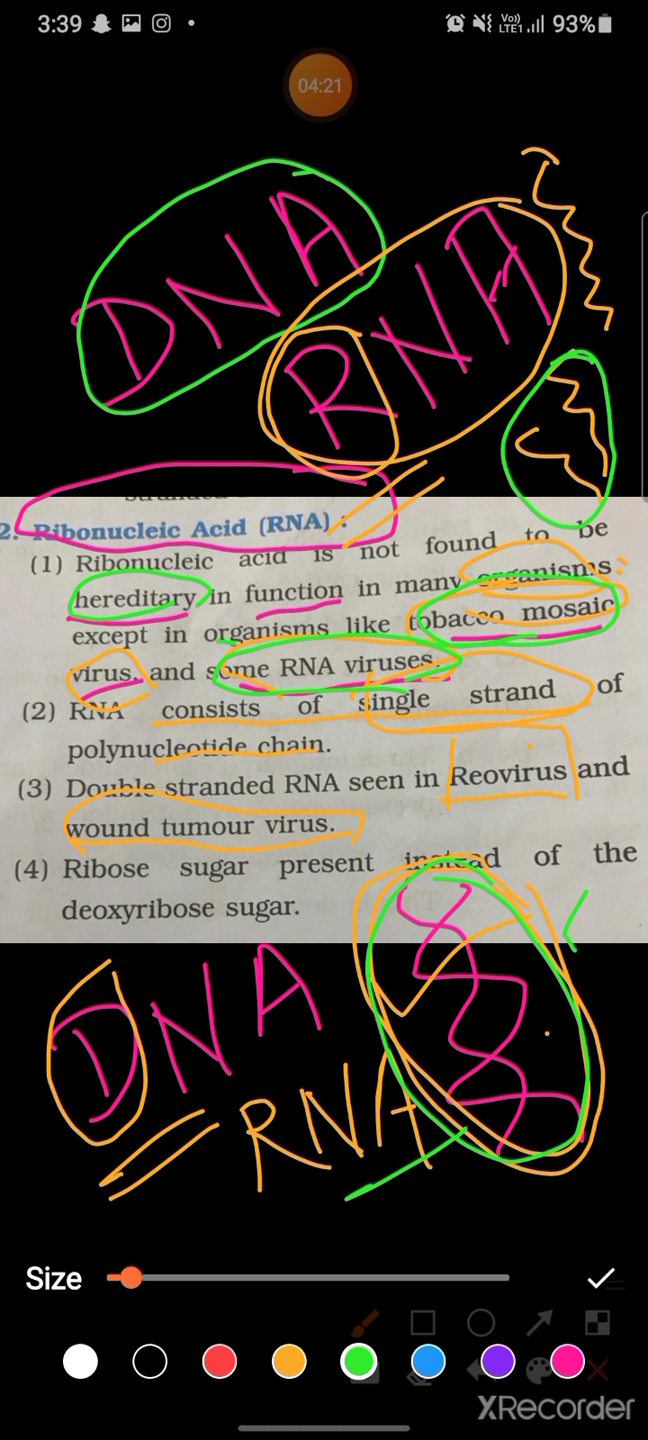 3:39
Vo))
LTE1
93%
04:21
DNA
RNA
2. Ribonucleic Acid (RNA) :
(1) Ribonucleic acid is not found to be
hereditary in function in many organisms
except in organisms like tobacco mosaic
virus, and some RNA viruses.
(2) RNA consists of single strand of
polynucleotide chain.
(3) Double stranded RNA seen in Reovirus and
wound tumour virus.
(4) Ribose sugar present instead of the
deoxyribose sugar.
DNA
RNA
Size
XRecorder